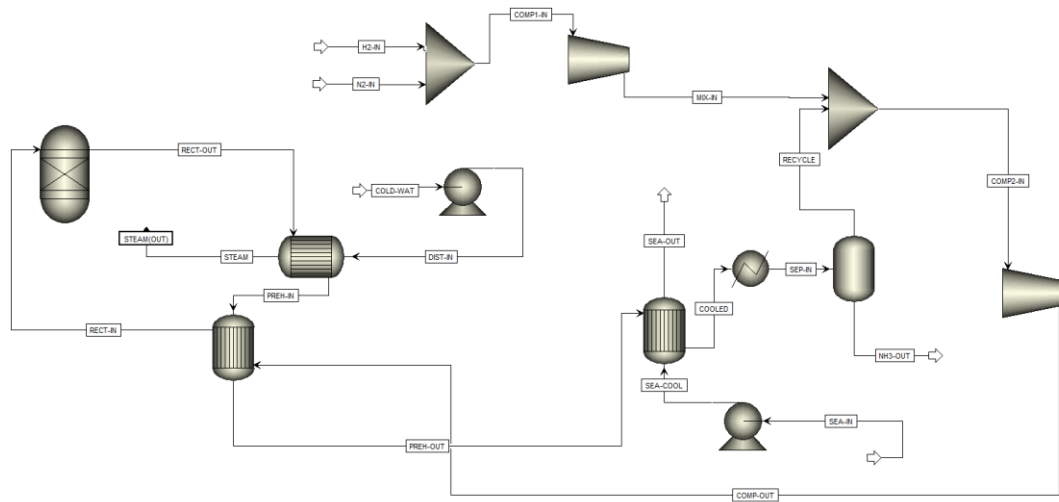 COMP1-IN
H2-IN
N2-IN
MIX-IN
RECT-OUT
RECYCLE
COLD-WAT
COMP2-IN
STEAM(OUT)
STEAM
DIST-IN
SEA-OUT
SEP-IN
PREH-IN
COOLED
RECT-IN
NH3-OUT
SEA-COOL
SEA-IN
PREH-OUT
COMP-OUT